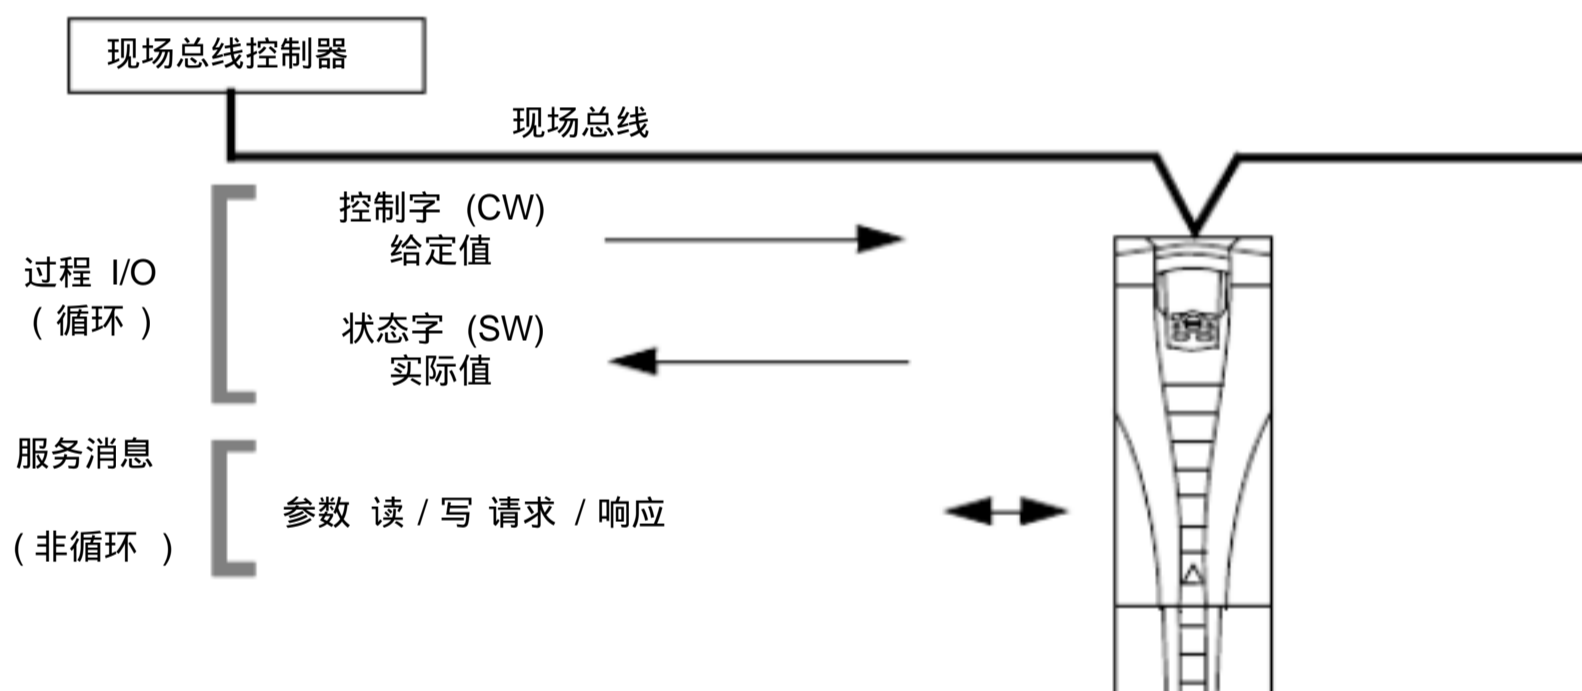 现场总线控制器
现场总线
控制字 (CW)
给定值
过程 I/O
( 循环 )
状态字 (SW)
实际值
服务消息
( 非循环 )
参数 读 / 写 请求 / 响应